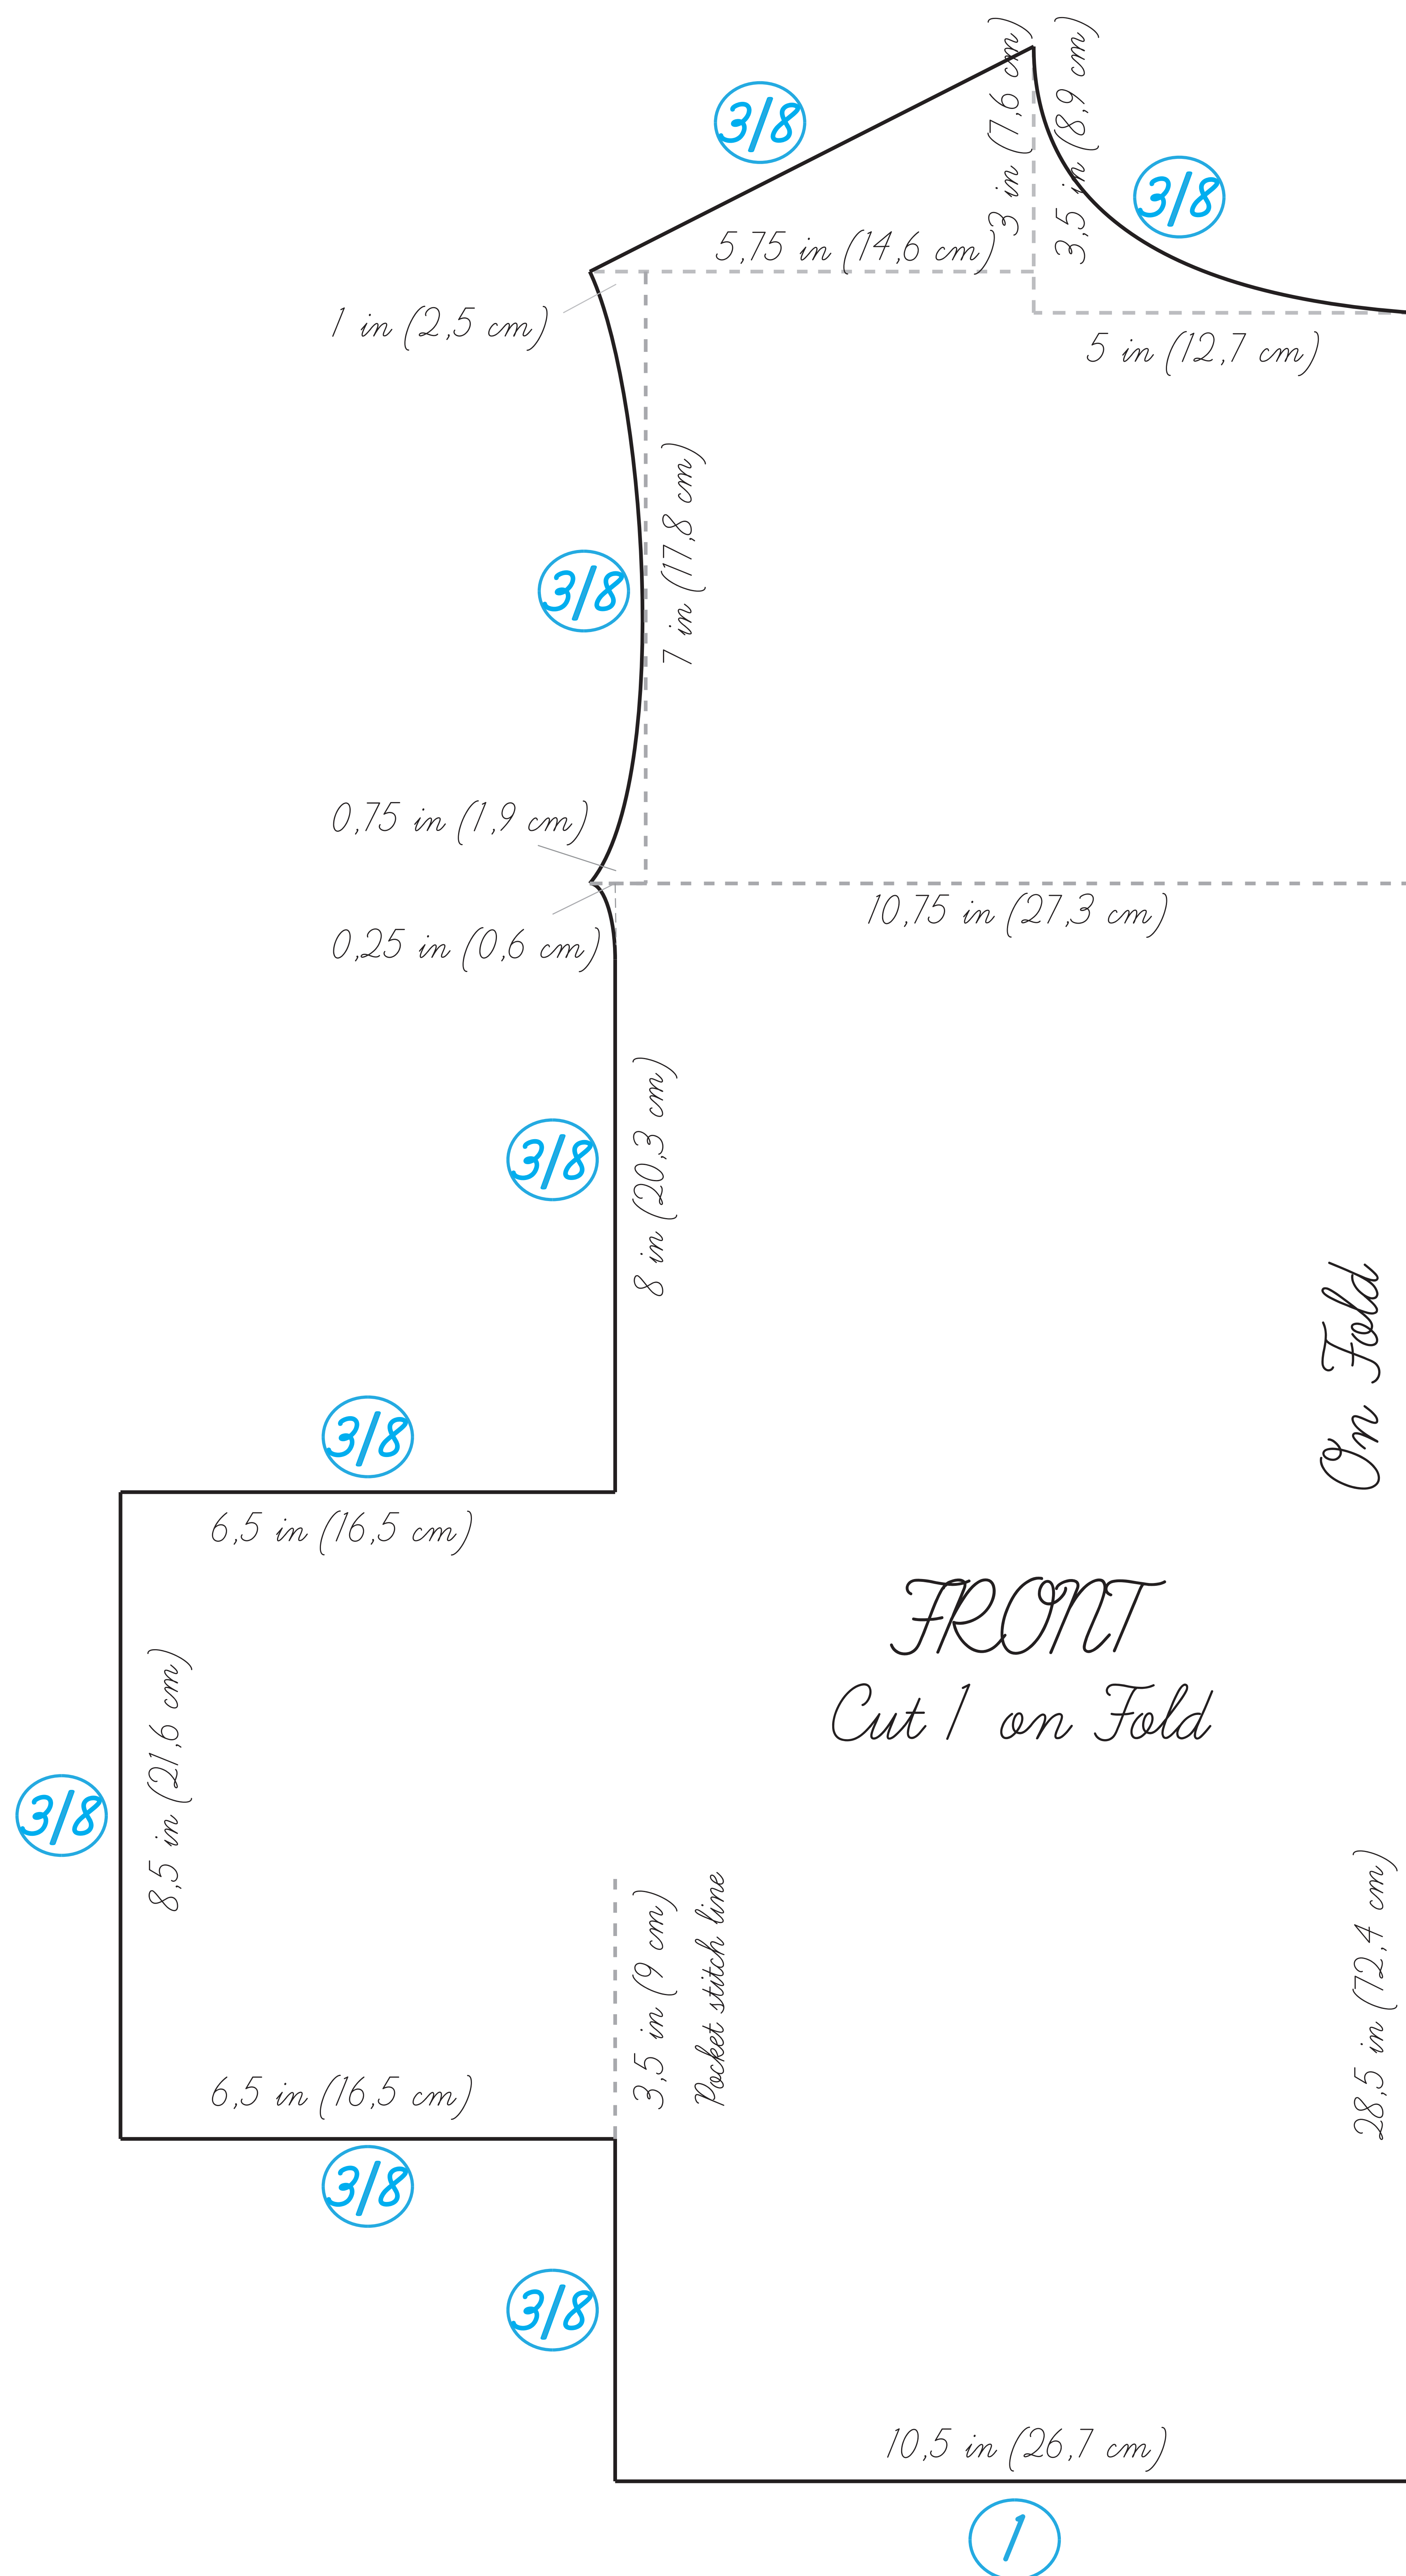 3 in (7,6 cm)
3,5 in (8,9 cm)
3/8
3/8
5,75 in (14,6 cm)
1 in (2,5 cm)
5 in (12,7 cm)
7 in (17,8 cm)
3/8
0,75 in (1,9 cm)
10,75 in (27,3 cm)
0,25 in (0,6 cm)
8 in (20,3 cm)
3/8
On Fold
3/8
6,5 in (16,5 cm)
FRONT
Cut 1 on Fold
8,5 in (21,6 cm)
3/8
3,5 in (9 cm)
Pocket stitch line
28,5 in (72,4 cm)
6,5 in (16,5 cm)
3/8
3/8
10,5 in (26,7 cm)
1